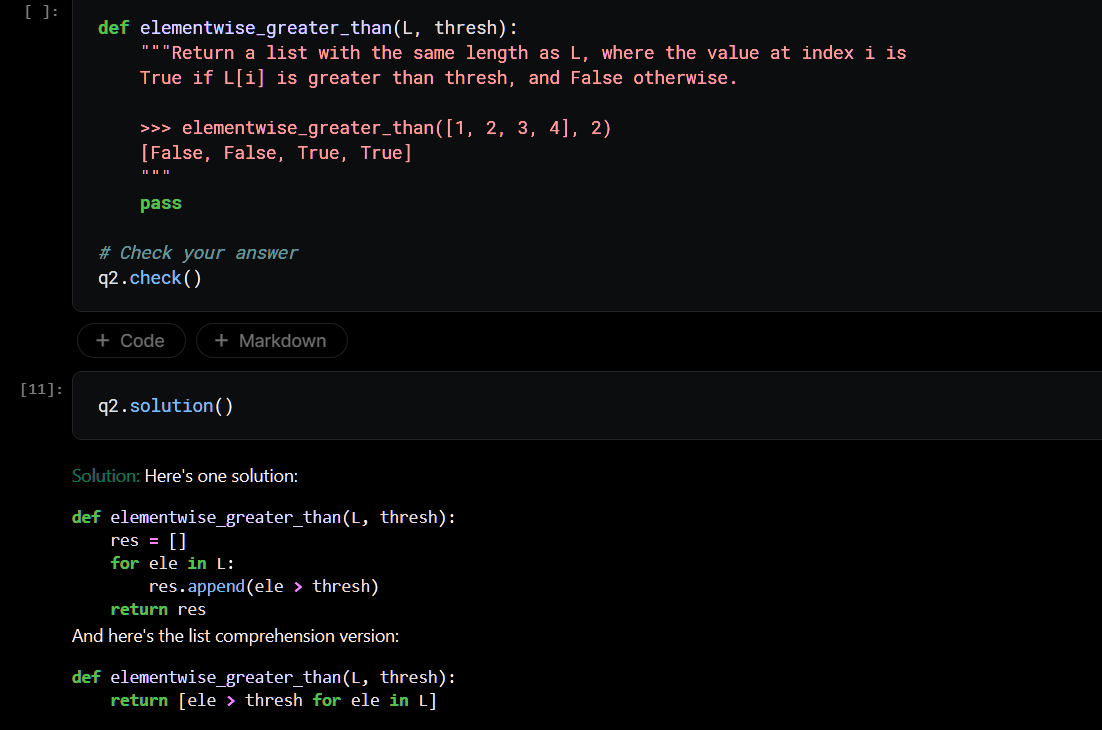 [ ]:
def elementwise_greater_than(L, thresh):
    """Return a list with the same length as L, where the value at index i is
    True if L[i] is greater than thresh, and False otherwise.
    >>> elementwise_greater_than([1, 2, 3, 4], 2)
    [False, False, True, True]
    """
    pass
# Check your answer
q2.check()
+ Code + Markdown
[11]:
q2.solution()
Solution: Here's one solution:
def elementwise_greater_than(L, thresh):
    res = []
    for ele in L:
        res.append(ele > thresh)
    return res
And here's the list comprehension version:
def elementwise_greater_than(L, thresh):
    return [ele > thresh for ele in L]